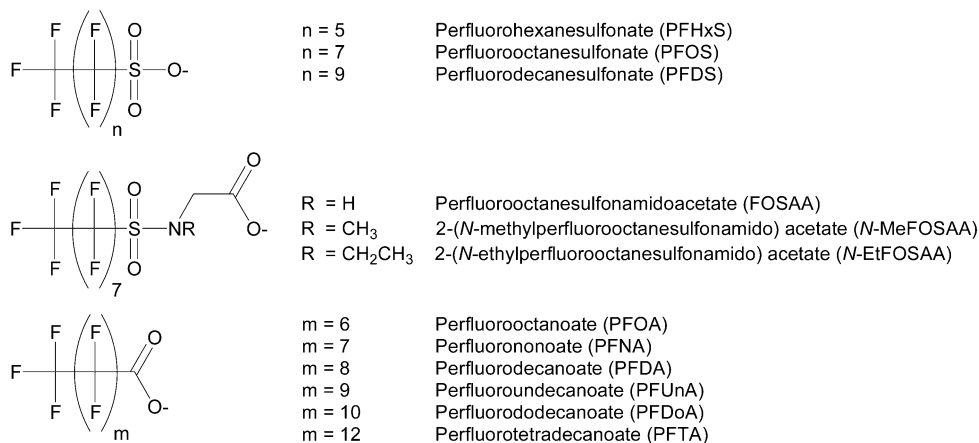 F F O
F S O-
F F O
n
n = 5 Perfluorohexanesulfonate (PFHxS)
n = 7 Perfluorooctanesulfonate (PFOS)
n = 9 Perfluorodecanesulfonate (PFDS)
O
F F O
F S NR O-
F F O
7
R = H Perfluorooctanesulfonamidoacetate (FOSAA)
R = CH3 2-(N-methylperfluorooctanesulfonamido) acetate (N-MeFOSAA)
R = CH2CH3 2-(N-ethylperfluorooctanesulfonamido) acetate (N-EtFOSAA)
F F O
F
F F O-
m
m = 6 Perfluorooctanoate (PFOA)
m = 7 Perfluorononoate (PFNA)
m = 8 Perfluorodecanoate (PFDA)
m = 9 Perfluoroundecanoate (PFUnA)
m = 10 Perfluorododecanoate (PFDoA)
m = 12 Perfluorotetradecanoate (PFTA)